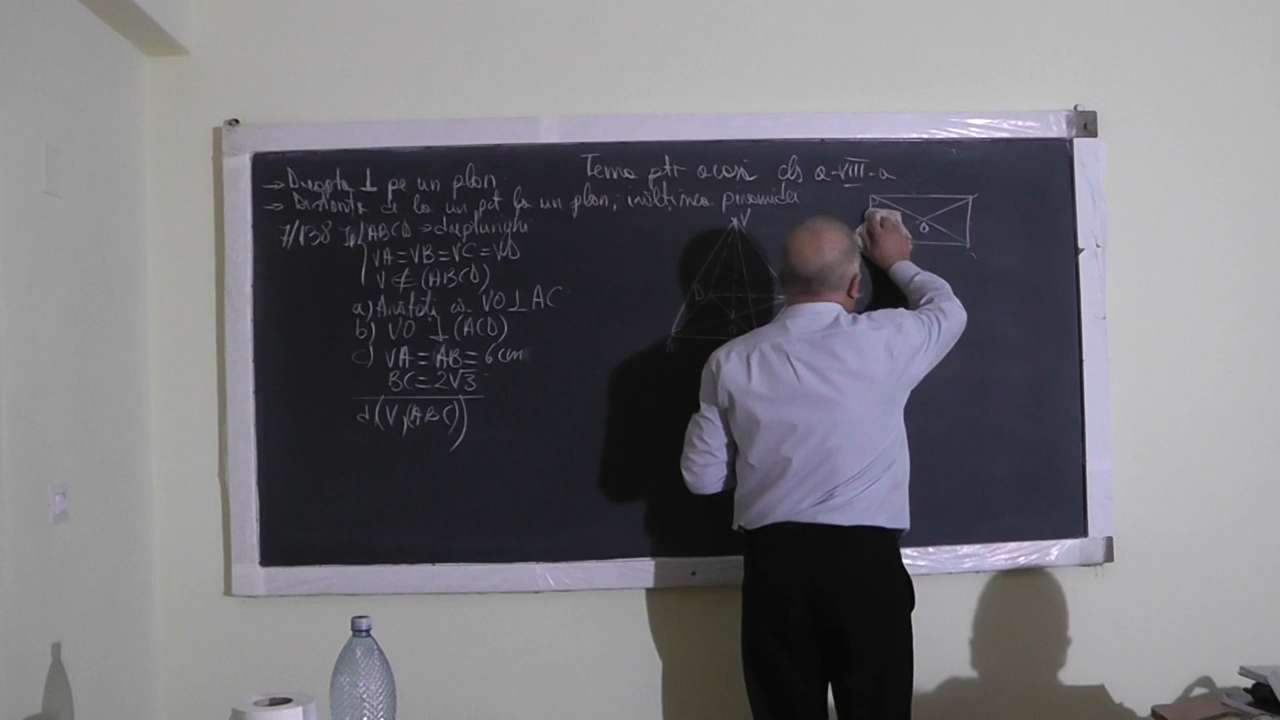 Tema ptr acasă cls a-VIII-a
→ Dreapta ⊥ pe un plan
→ Distanța de la un pct la un plan; înălțimea piramidei
7/138 Ip ABCD → dreptunghi
VA=VB=VC=VD
V∉(ABCD)
a) Arătați că VO⊥AC
b) VO ⊥ (ACD)
c) VA=AB=6cm
BC=2√3
d(V,(ABC))
V
D
O